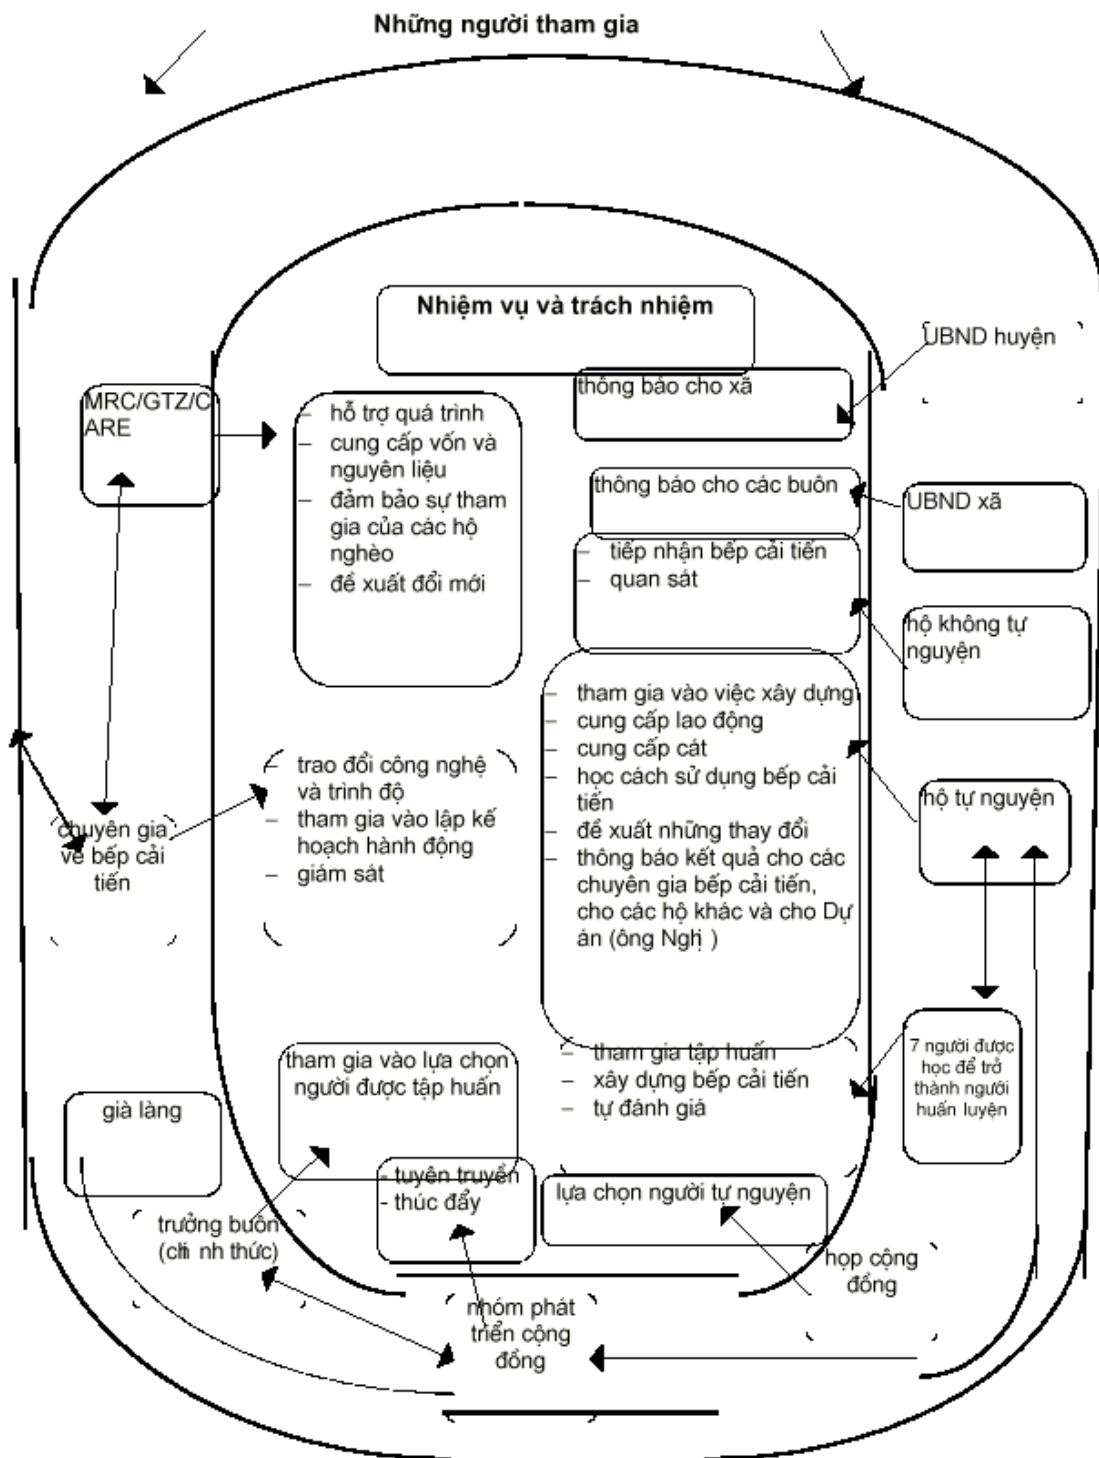 Những người tham gia
Nhiệm vụ và trách nhiệm
UBND huyện
thông báo cho xã
MRC/GTZ/C
ARE
– hỗ trợ quá trình
– cung cấp vốn và
nguyên liệu
– đảm bảo sự tham
gia của các hộ
nghèo
– đề xuất đổi mới
thông báo cho các buôn
UBND xã
– tiếp nhận bếp cải tiến
– quan sát
hộ không tự
nguyện
– tham gia vào việc xây dựng
– cung cấp lao động
– cung cấp cát
– học cách sử dụng bếp cải
tiến
– đề xuất những thay đổi
– thông báo kết quả cho các
chuyên gia bếp cải tiến,
cho các hộ khác và cho Dự
án (ông Nghị )
hộ tự nguyện
– trao đổi công nghệ
và trình độ
– tham gia vào lập kế
hoạch hành động
– giám sát
chuyên gia
về bếp cải
tiến
tham gia vào lựa chọn
người được tập huấn
– tham gia tập huấn
– xây dựng bếp cải tiến
– tự đánh giá
7 người được
học để trở
thành người
huấn luyện
già làng
- tuyên truyền
- thúc đẩy
lựa chọn người tự nguyện
trưởng buôn
(chính thức)
họp cộng
đồng
nhóm phát
triển cộng
đồng